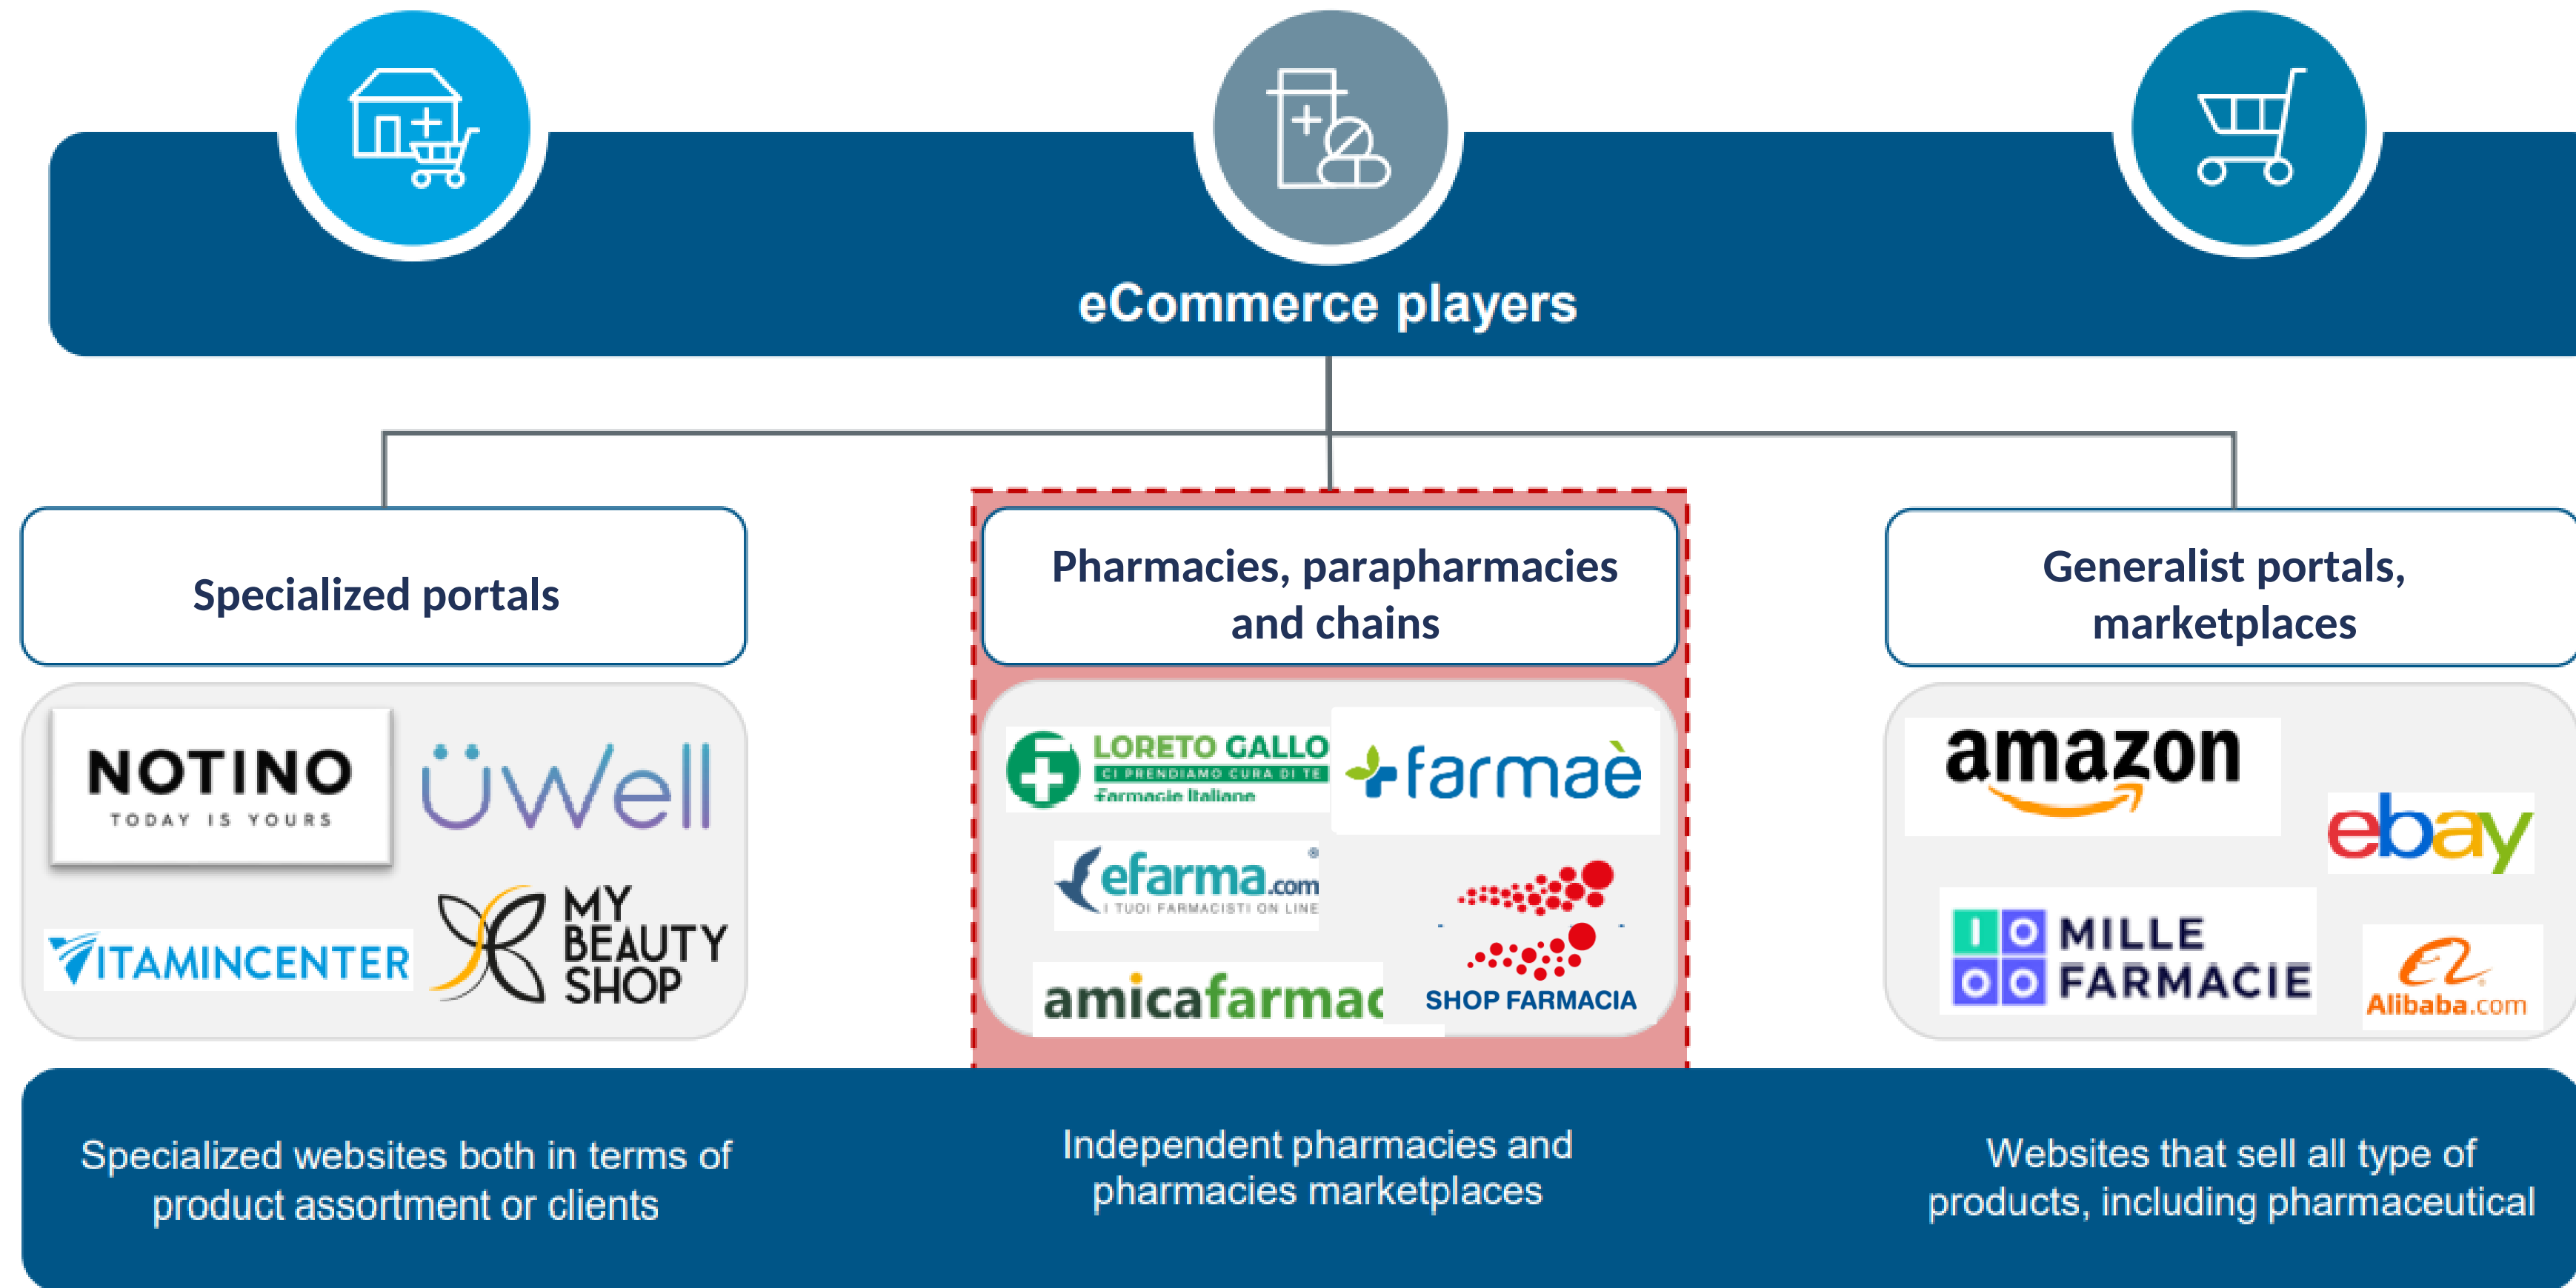 eCommerce players
Specialized portals
Pharmacies, parapharmacies
and chains
Generalist portals,
marketplaces
NOTINO
TODAY IS YOURS
üwell
VITAMINCENTER
MY
BEAUTY
SHOP
LORETO GALLO
CI PRENDIAMO CURA DI TE
Farmacie Italiane
farmaè
efarma.com®
I TUOI FARMACISTI ON LINE
amicafarmac
SHOP FARMACIA
amazon
ebay
MILLE
FARMACIE
Alibaba.com
Specialized websites both in terms of
product assortment or clients
Independent pharmacies and
pharmacies marketplaces
Websites that sell all type of
products, including pharmaceutical